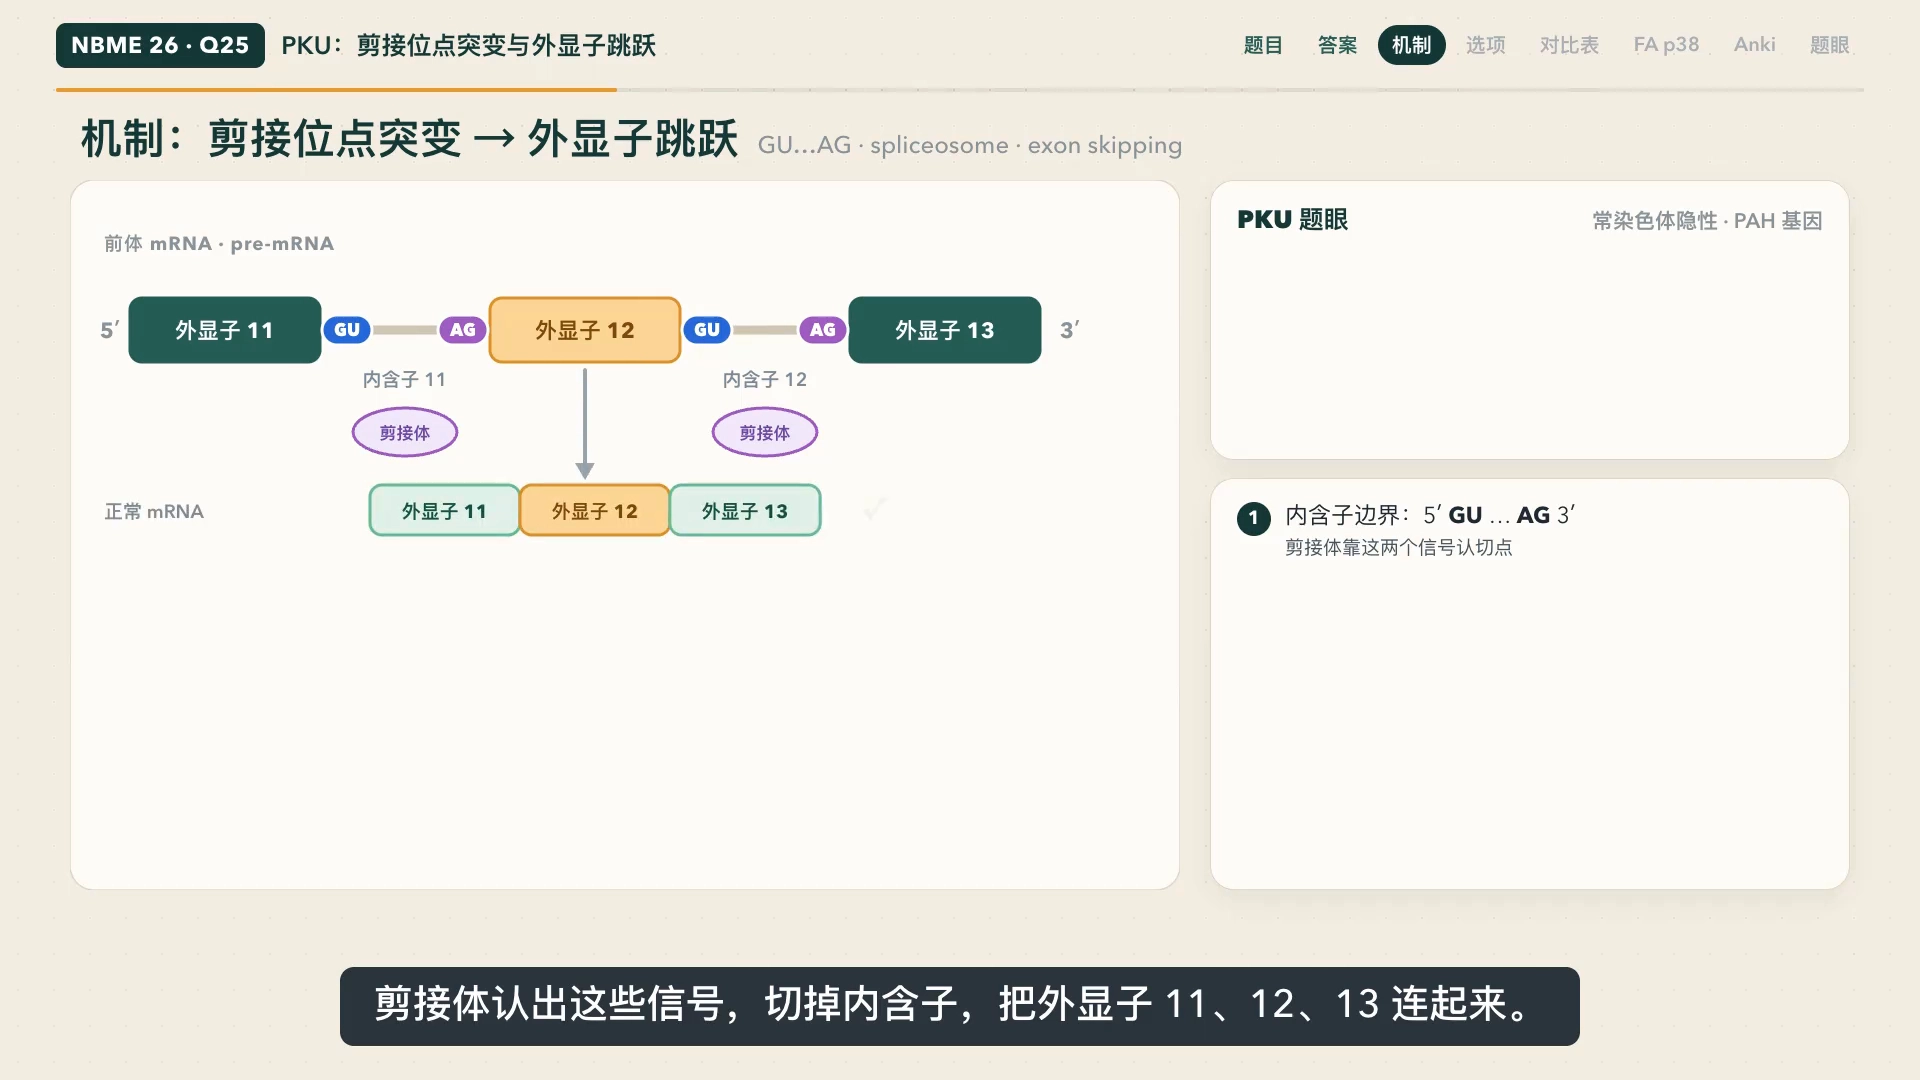 NBME 26 · Q25
PKU：剪接位点突变与外显子跳跃
题目 答案 机制 选项 对比表 FA p38 Anki 题眼
机制：剪接位点突变 → 外显子跳跃 GU…AG · spliceosome · exon skipping
前体 mRNA · pre-mRNA
5′ 外显子 11 GU AG 外显子 12 GU AG 外显子 13 3′
内含子 11 内含子 12
剪接体 剪接体
正常 mRNA 外显子 11 外显子 12 外显子 13 ✓
PKU 题眼 常染色体隐性 · PAH 基因
1 内含子边界：5′ GU … AG 3′
剪接体靠这两个信号认切点
剪接体认出这些信号，切掉内含子，把外显子 11、12、13 连起来。